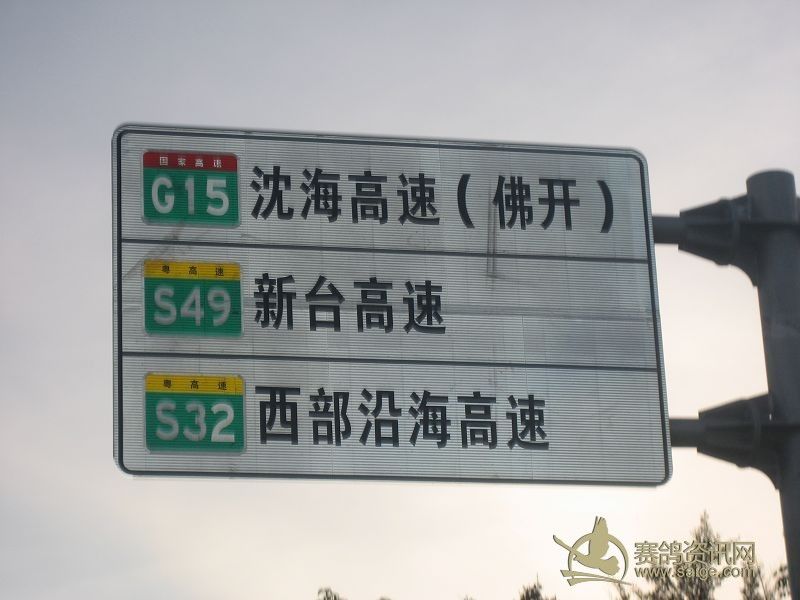 国家高速
G15 沈海高速（佛开）
粤高速
S49 新台高速
粤高速
S32 西部沿海高速
赛鸽资讯网
www.saige.com